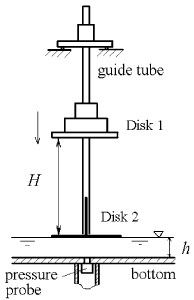 guide tube
Disk 1
H
Disk 2
h
pressure
probe
bottom